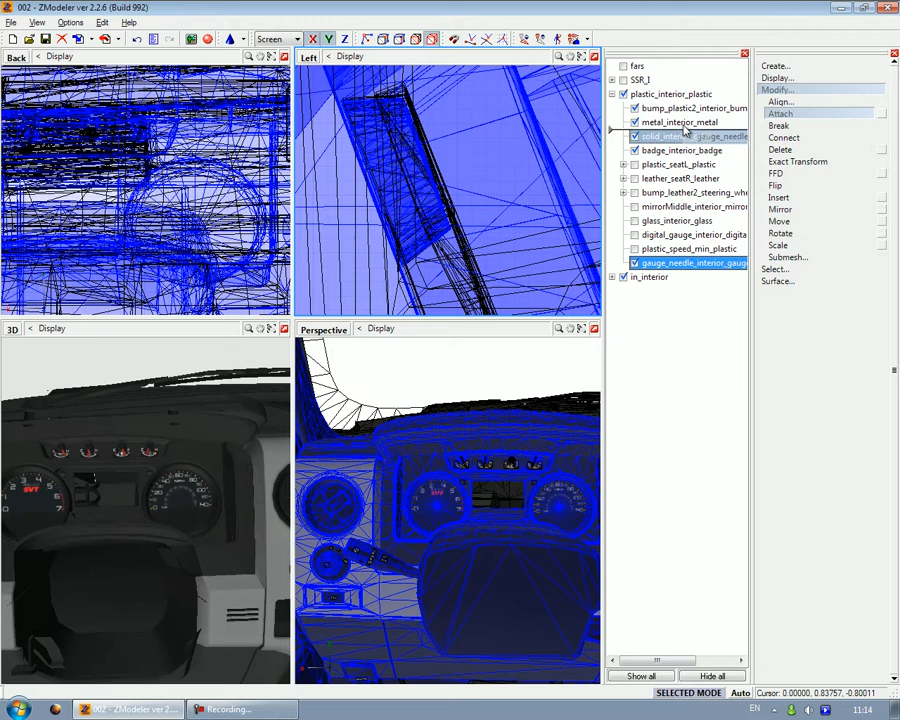 002 - ZModeler ver 2.2.6 (Build 992)
File View Options Edit Help
Screen X Y Z
Back < Display
Left < Display
3D < Display
Perspective < Display
fars
SSR_I
plastic_interior_plastic
bump_plastic2_interior_bum
metal_interior_metal
gauge_needle
badge_interior_badge
plastic_seatL_plastic
leather_seatR_leather
bump_leather2_steering_whe
mirrorMiddle_interior_mirror
glass_interior_glass
digital_gauge_interior_digita
plastic_speed_min_plastic
gauge_needle_interior_gaug
in_interior
Show all Hide all
Create...
Display...
Modify...
Align...
Attach
Break
Connect
Delete
Exact Transform
FFD
Flip
Insert
Mirror
Move
Rotate
Scale
Submesh...
Select...
Surface...
SVT
SVT
SELECTED MODE Auto Cursor: 0.00000, 0.83757, -0.80011
002 - ZModeler ver 2.2.6... Recording... EN 11:14